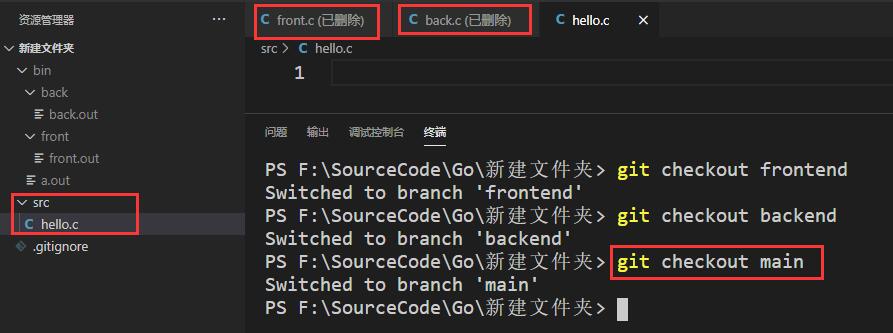 资源管理器
新建文件夹
bin
back
back.out
front
front.out
a.out
src
C hello.c
.gitignore
C front.c (已删除) C back.c (已删除) C hello.c ×
src > C hello.c
1
问题 输出 调试控制台 终端
PS F:\SourceCode\Go\新建文件夹> git checkout frontend
Switched to branch 'frontend'
PS F:\SourceCode\Go\新建文件夹> git checkout backend
Switched to branch 'backend'
PS F:\SourceCode\Go\新建文件夹> git checkout main
Switched to branch 'main'
PS F:\SourceCode\Go\新建文件夹>